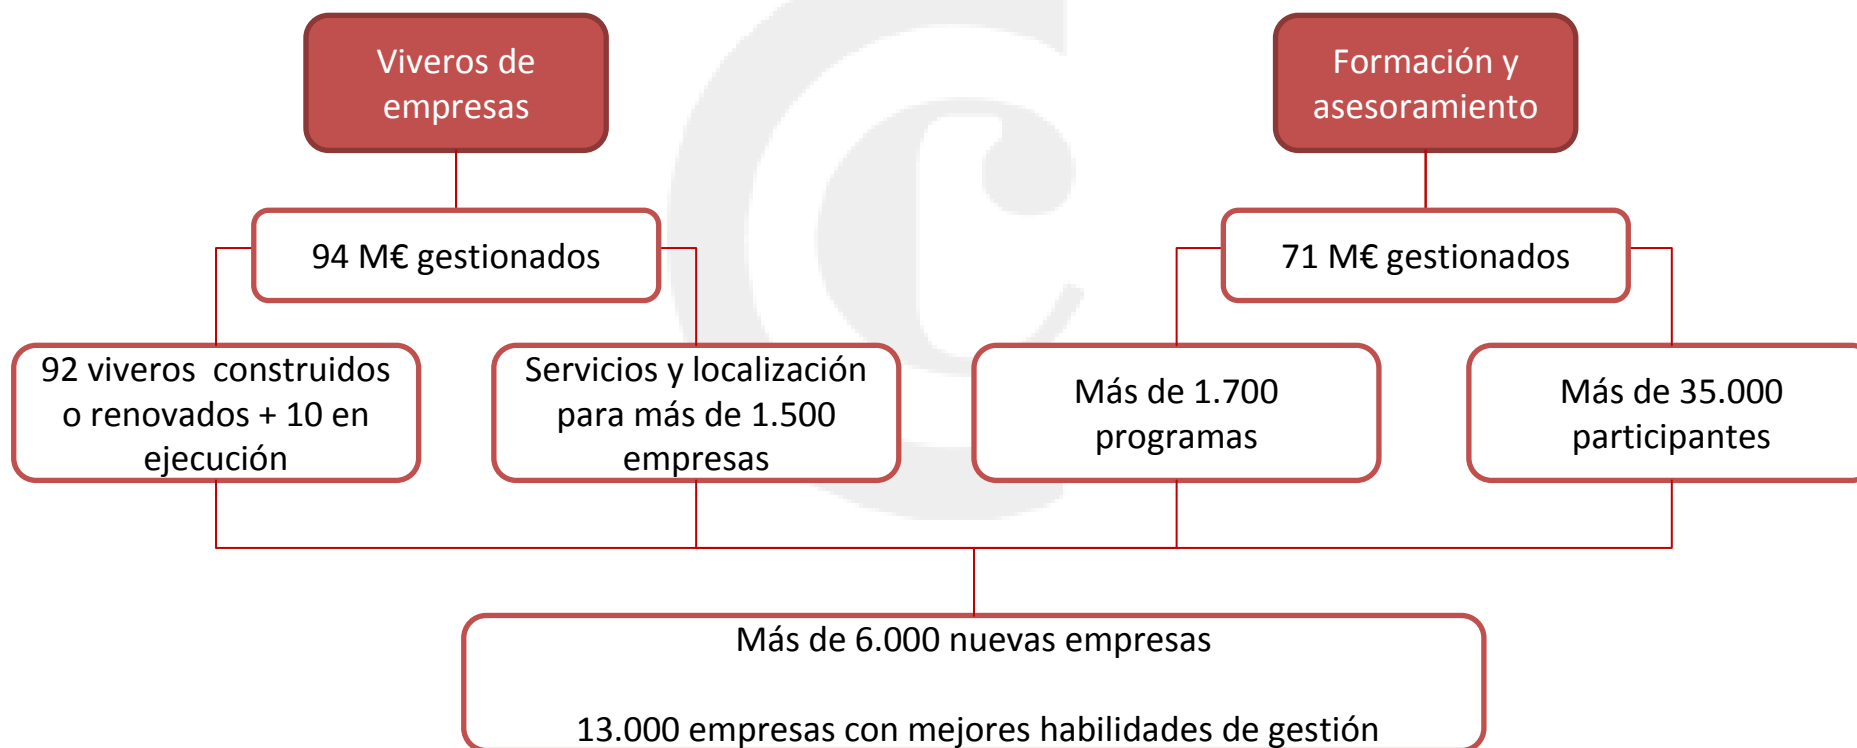 Viveros de
empresas
Formación y
asesoramiento
94 M€ gestionados
71 M€ gestionados
92 viveros  construidos
o renovados + 10 en
ejecución
Servicios y localización
para más de 1.500
empresas
Más de 1.700
programas
Más de 35.000
participantes
Más de 6.000 nuevas empresas
13.000 empresas con mejores habilidades de gestión